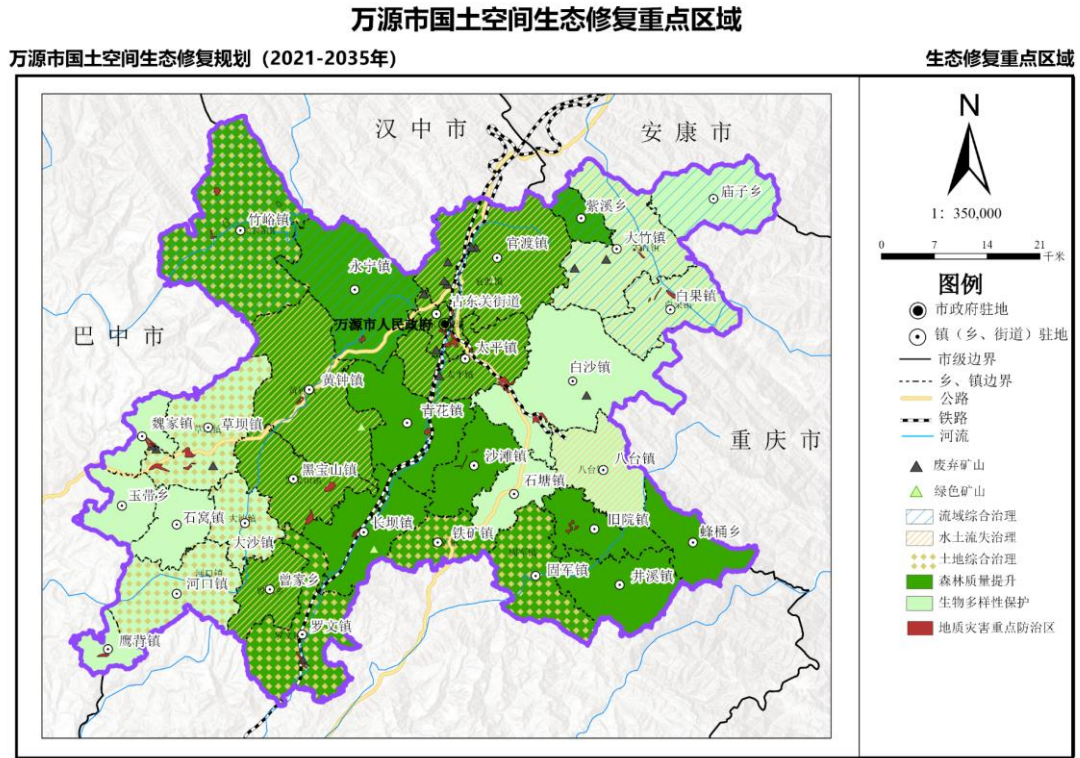 万源市国土空间生态修复重点区域
万源市国土空间生态修复规划（2021-2035年）
生态修复重点区域
汉中市
安康市
巴中市
重庆市
竹峪镇
永宁镇
官渡镇
紫溪乡
大竹镇
庙子乡
白果镇
古东关街道
万源市人民政府
太平镇
白沙镇
黄钟镇
青花镇
魏家镇
草坝镇
黑宝山镇
沙滩镇
八台镇
石塘镇
玉带乡
石窝镇
大沙镇
长坝镇
铁矿镇
旧院镇
蜂桶乡
河口镇
曾家乡
固军镇
井溪镇
鹰背镇
罗文镇
N
1: 350,000
0 7 14 21
千米
图例
市政府驻地
镇（乡、街道）驻地
市级边界
乡、镇边界
公路
铁路
河流
废弃矿山
绿色矿山
流域综合治理
水土流失治理
土地综合治理
森林质量提升
生物多样性保护
地质灾害重点防治区